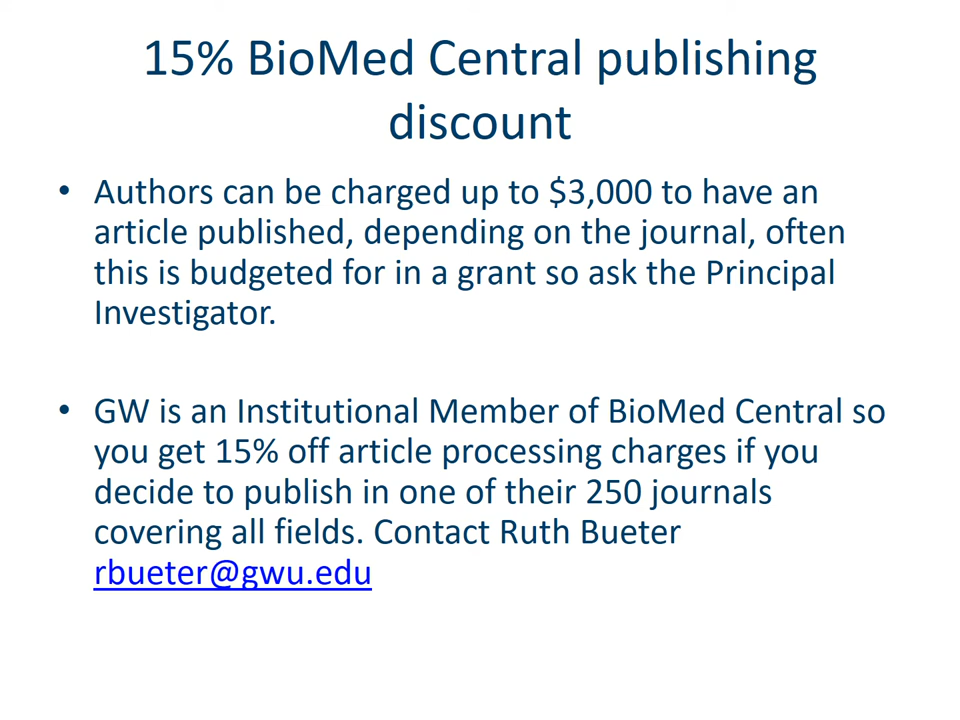 15% BioMed Central publishing
discount
• Authors can be charged up to $3,000 to have an
article published, depending on the journal, often
this is budgeted for in a grant so ask the Principal
Investigator.
• GW is an Institutional Member of BioMed Central so
you get 15% off article processing charges if you
decide to publish in one of their 250 journals
covering all fields. Contact Ruth Bueter
rbueter@gwu.edu